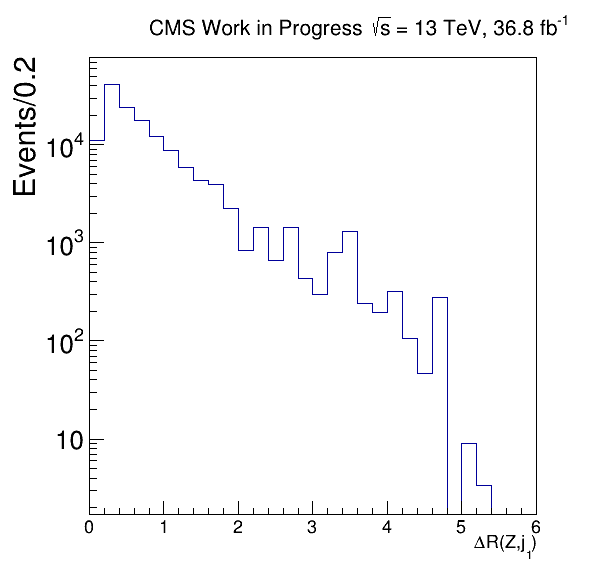 CMS Work in Progress √s = 13 TeV, 36.8 fb⁻¹
Events/0.2
10⁴
10³
10²
10
0 1 2 3 4 5 6
ΔR(Z,j₁)